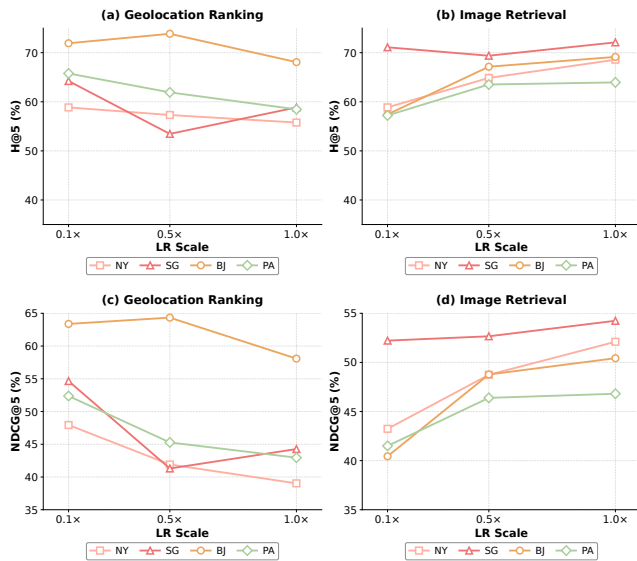 (a) Geolocation Ranking
H@5 (%)
70
60
50
40
0.1×
0.5×
1.0×
LR Scale
NY SG BJ PA
(b) Image Retrieval
H@5 (%)
70
60
50
40
0.1×
0.5×
1.0×
LR Scale
NY SG BJ PA
(c) Geolocation Ranking
NDCG@5 (%)
65
60
55
50
45
40
35
0.1×
0.5×
1.0×
LR Scale
NY SG BJ PA
(d) Image Retrieval
NDCG@5 (%)
55
50
45
40
35
0.1×
0.5×
1.0×
LR Scale
NY SG BJ PA